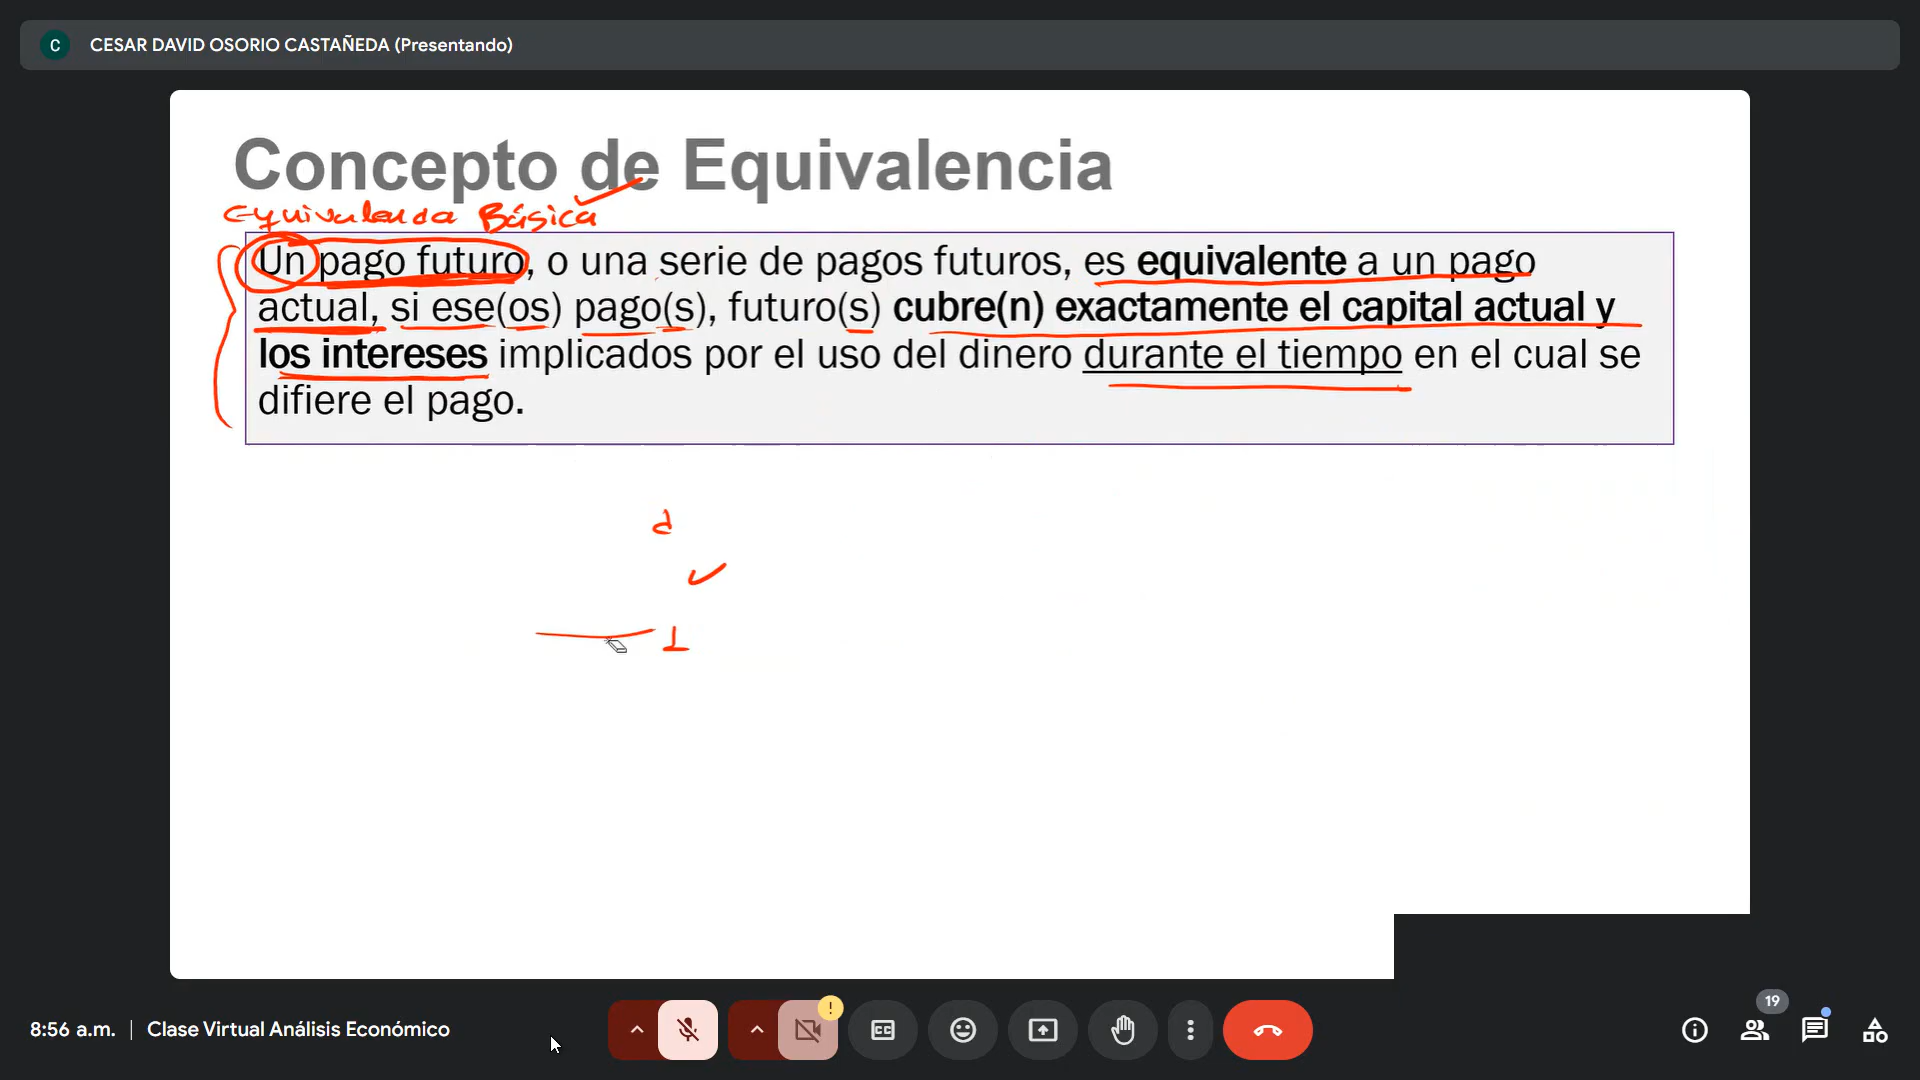 C CESAR DAVID OSORIO CASTAÑEDA (Presentando)
Concepto de Equivalencia
Equivalencia Básica
Un pago futuro, o una serie de pagos futuros, es equivalente a un pago
actual, si ese(os) pago(s), futuro(s) cubre(n) exactamente el capital actual y
los intereses implicados por el uso del dinero durante el tiempo en el cual se
difiere el pago.
1
8:56 a.m. | Clase Virtual Análisis Económico
!
CC
19